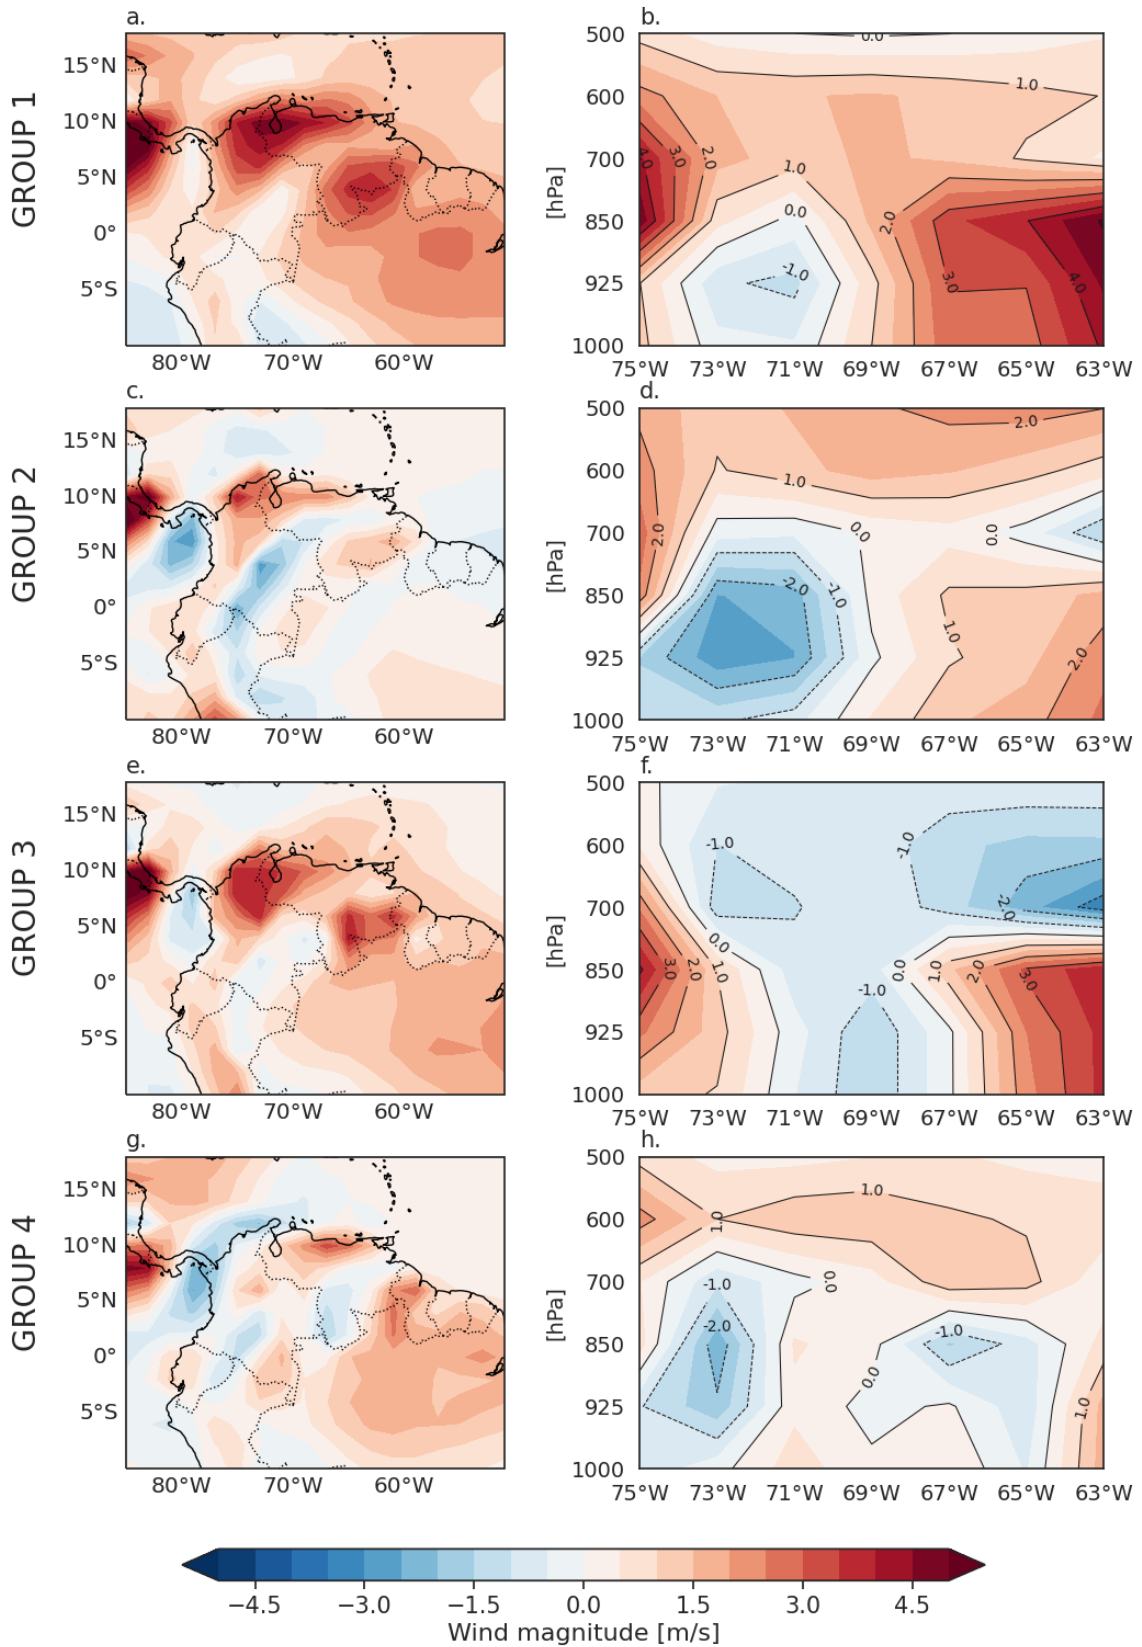 a.
b.
GROUP 1
15°N
10°N
5°N
0°
5°S
80°W 70°W 60°W
[hPa]
500
600
700
850
925
1000
75°W 73°W 71°W 69°W 67°W 65°W 63°W
0.0
1.0
4.0
3.0
2.0
1.0
0.0
-1.0
2.0
3.0
4.0
c.
d.
GROUP 2
15°N
10°N
5°N
0°
5°S
80°W 70°W 60°W
[hPa]
500
600
700
850
925
1000
75°W 73°W 71°W 69°W 67°W 65°W 63°W
2.0
1.0
2.0
0.0
0.0
-2.0
-1.0
1.0
2.0
e.
f.
GROUP 3
15°N
10°N
5°N
0°
5°S
80°W 70°W 60°W
[hPa]
500
600
700
850
925
1000
75°W 73°W 71°W 69°W 67°W 65°W 63°W
-1.0
-1.0
-2.0
0.0
3.0
2.0
1.0
0.0
1.0
2.0
3.0
-1.0
g.
h.
GROUP 4
15°N
10°N
5°N
0°
5°S
80°W 70°W 60°W
[hPa]
500
600
700
850
925
1000
75°W 73°W 71°W 69°W 67°W 65°W 63°W
1.0
1.0
-1.0
0.0
-2.0
-1.0
0.0
1.0
−4.5 −3.0 −1.5 0.0 1.5 3.0 4.5
Wind magnitude [m/s]